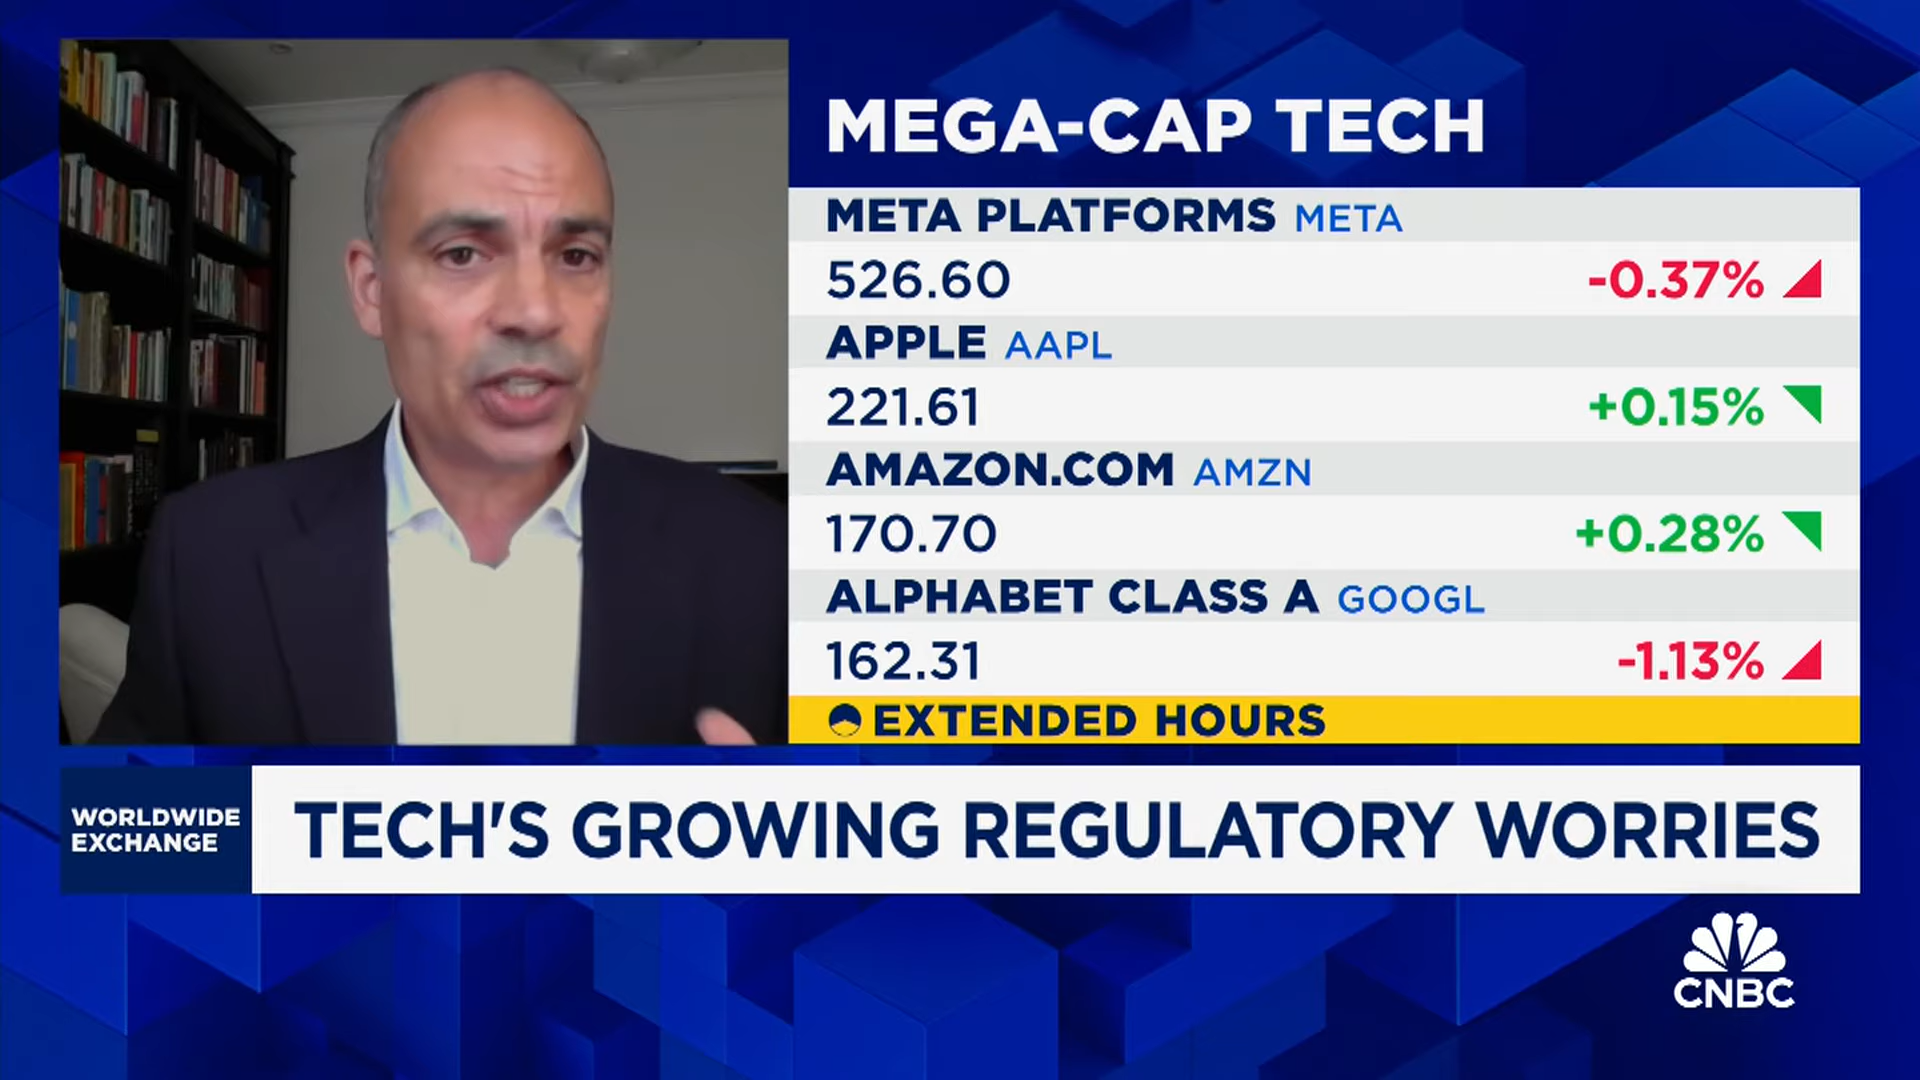 MEGA-CAP TECH
META PLATFORMS META
526.60 -0.37%
APPLE AAPL
221.61 +0.15%
AMAZON.COM AMZN
170.70 +0.28%
ALPHABET CLASS A GOOGL
162.31 -1.13%
EXTENDED HOURS
WORLDWIDE
EXCHANGE
TECH'S GROWING REGULATORY WORRIES
CNBC